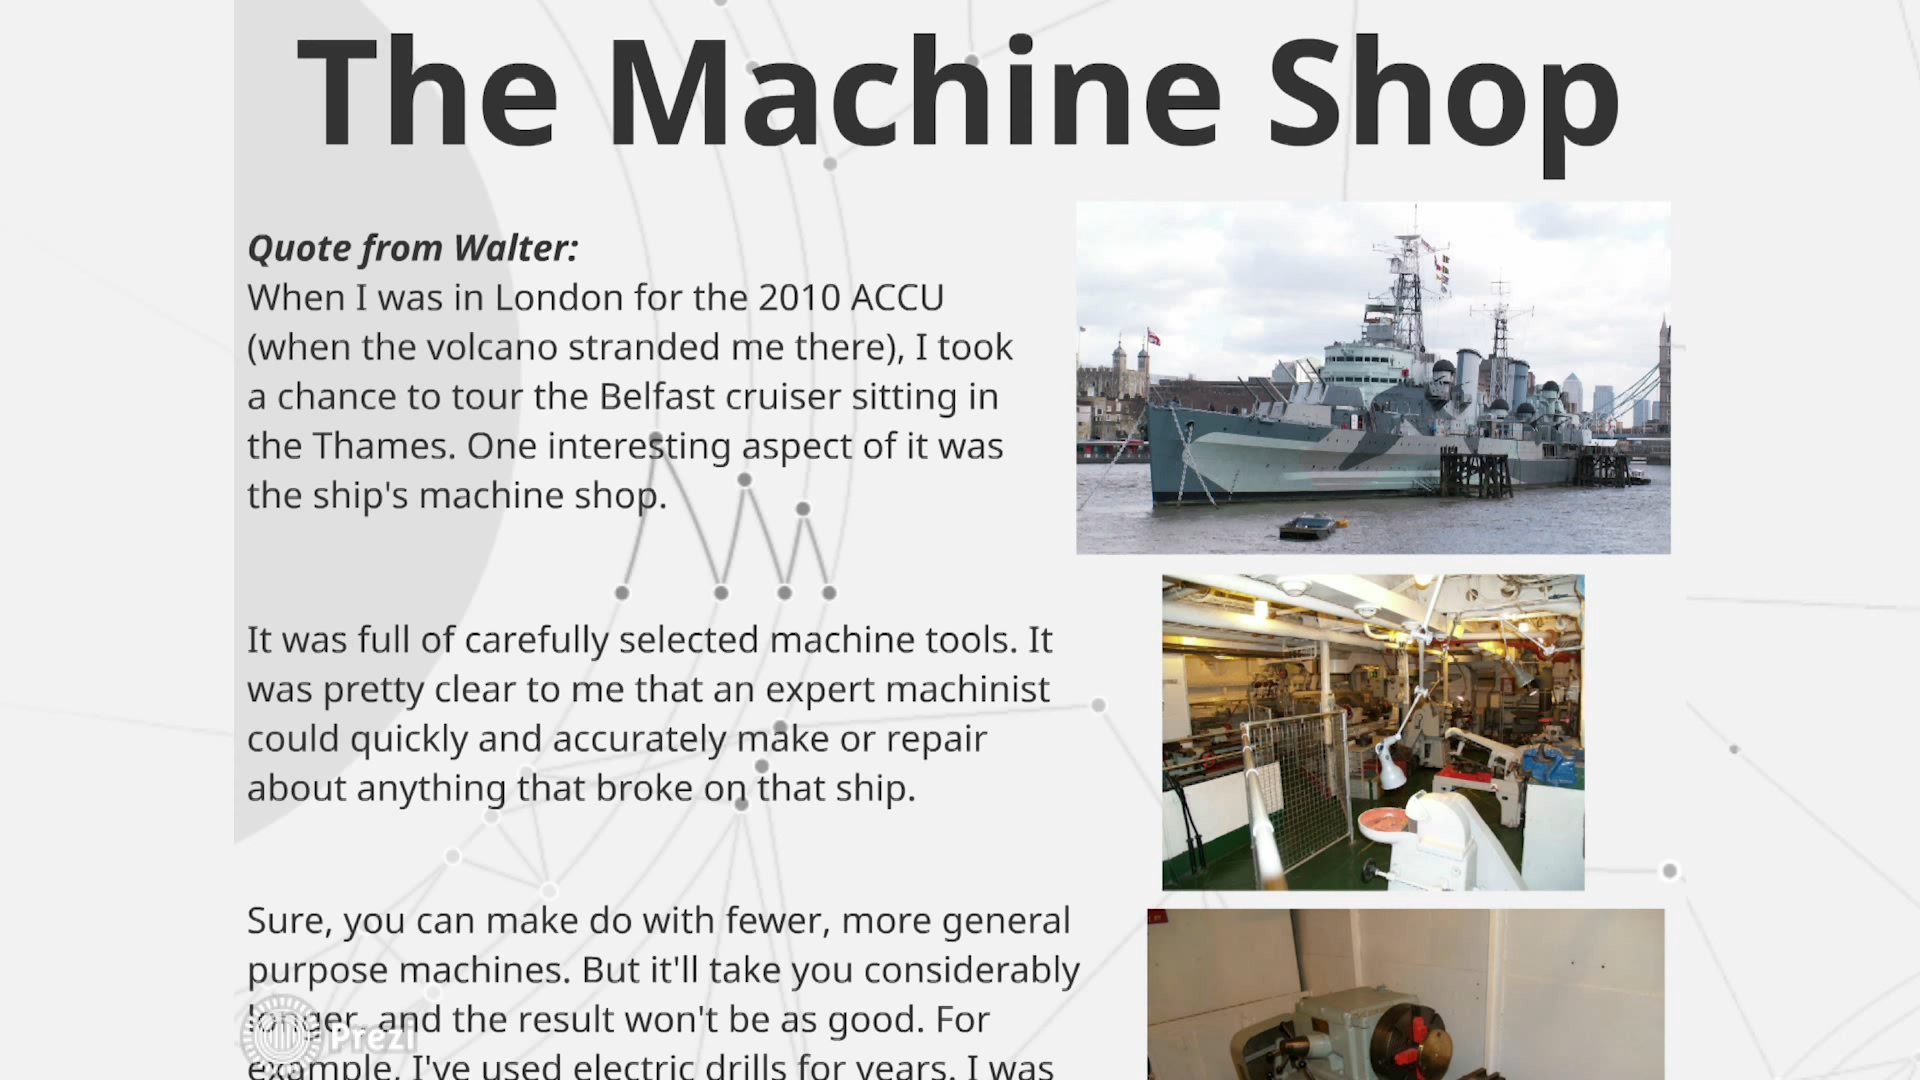 The Machine Shop
Quote from Walter:
When I was in London for the 2010 ACCU
(when the volcano stranded me there), I took
a chance to tour the Belfast cruiser sitting in
the Thames. One interesting aspect of it was
the ship's machine shop.
It was full of carefully selected machine tools. It
was pretty clear to me that an expert machinist
could quickly and accurately make or repair
about anything that broke on that ship.
Sure, you can make do with fewer, more general
purpose machines. But it'll take you considerably
longer, and the result won't be as good. For
example, I've used electric drills for years. I was
Prezi